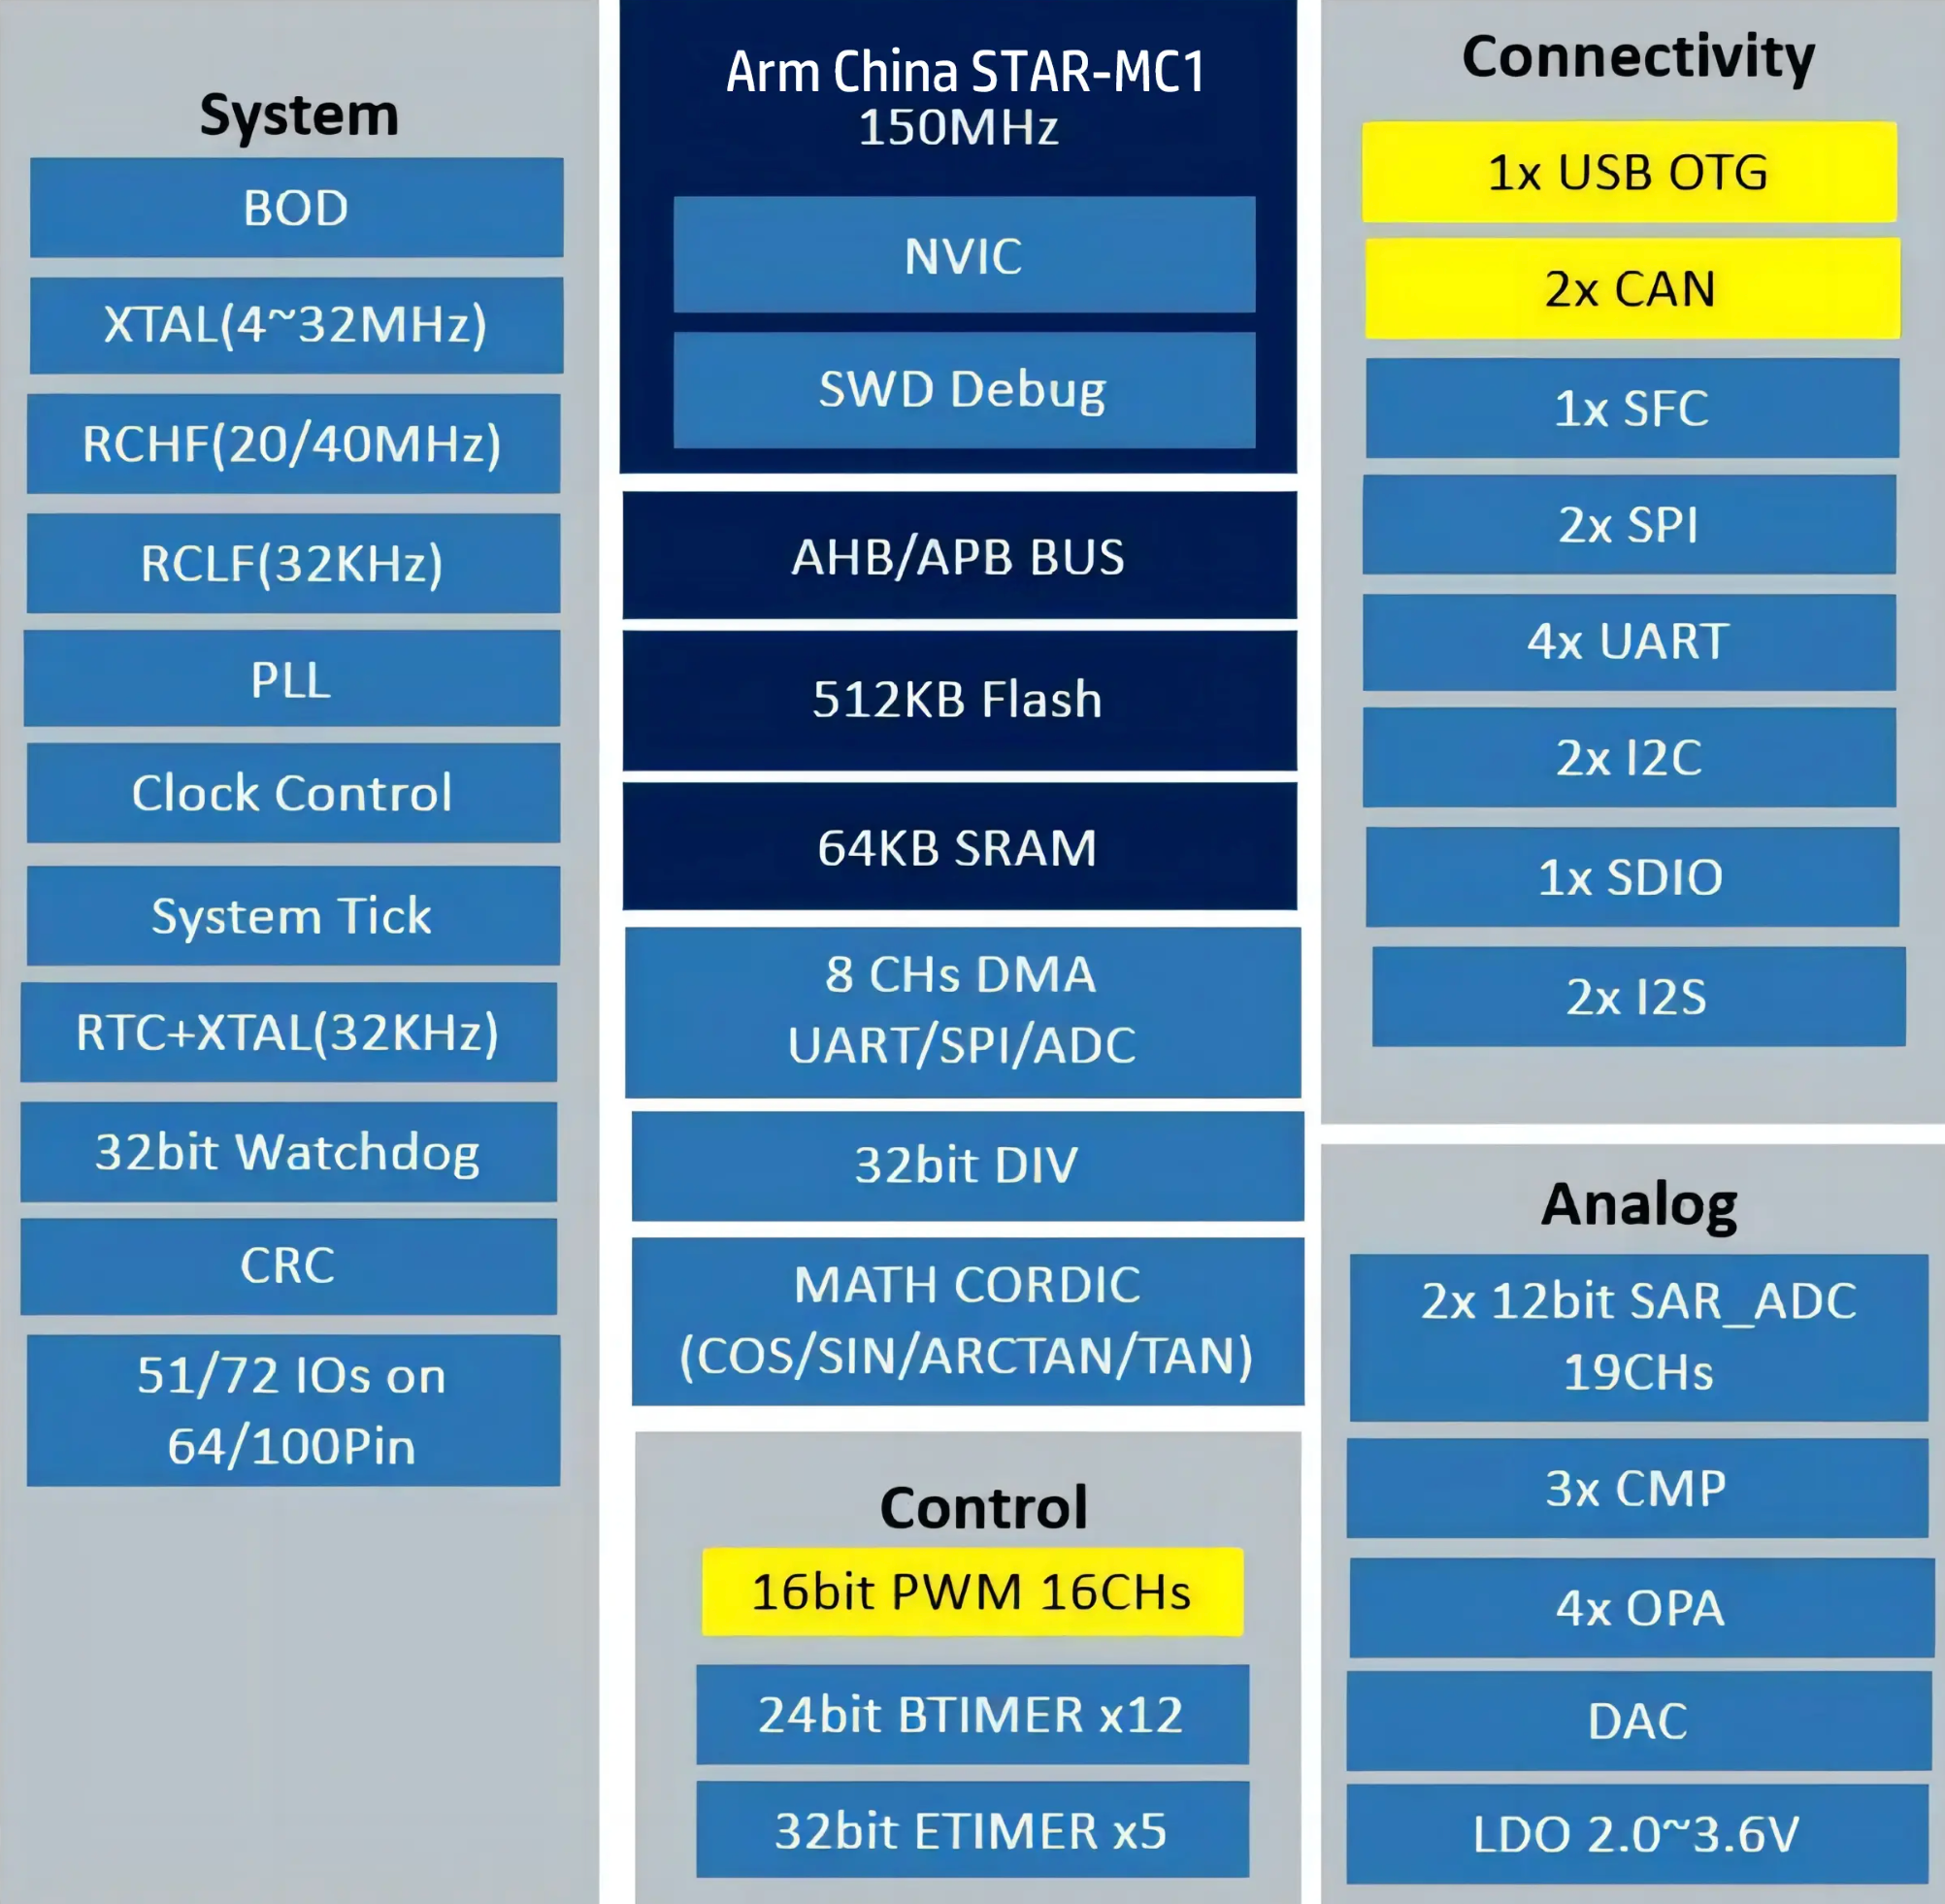 System
BOD
XTAL(4~32MHz)
RCHF(20/40MHz)
RCLF(32KHz)
PLL
Clock Control
System Tick
RTC+XTAL(32KHz)
32bit Watchdog
CRC
51/72 IOs on
64/100Pin
Arm China STAR-MC1
150MHz
NVIC
SWD Debug
AHB/APB BUS
512KB Flash
64KB SRAM
8 CHs DMA
UART/SPI/ADC
32bit DIV
MATH CORDIC
(COS/SIN/ARCTAN/TAN)
Control
16bit PWM 16CHs
24bit BTIMER x12
32bit ETIMER x5
Connectivity
1x USB OTG
2x CAN
1x SFC
2x SPI
4x UART
2x I2C
1x SDIO
2x I2S
Analog
2x 12bit SAR_ADC
19CHs
3x CMP
4x OPA
DAC
LDO 2.0~3.6V